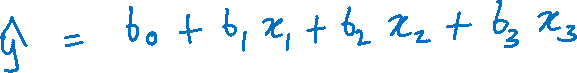 ŷ = b₀ + b₁ x₁ + b₂ x₂ + b₃ x₃